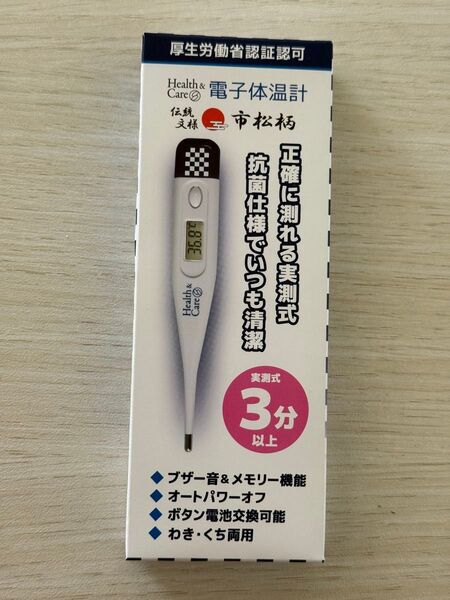 厚生労働省認証認可
Health &
Care
電子体温計
伝統
文様
市松柄
正確に測れる実測式
抗菌仕様でいつも清潔
36.8℃
Health &
Care
実測式
3分
以上
◆ ブザー音&メモリー機能
◆ オートパワーオフ
◆ ボタン電池交換可能
◆ わき・くち両用